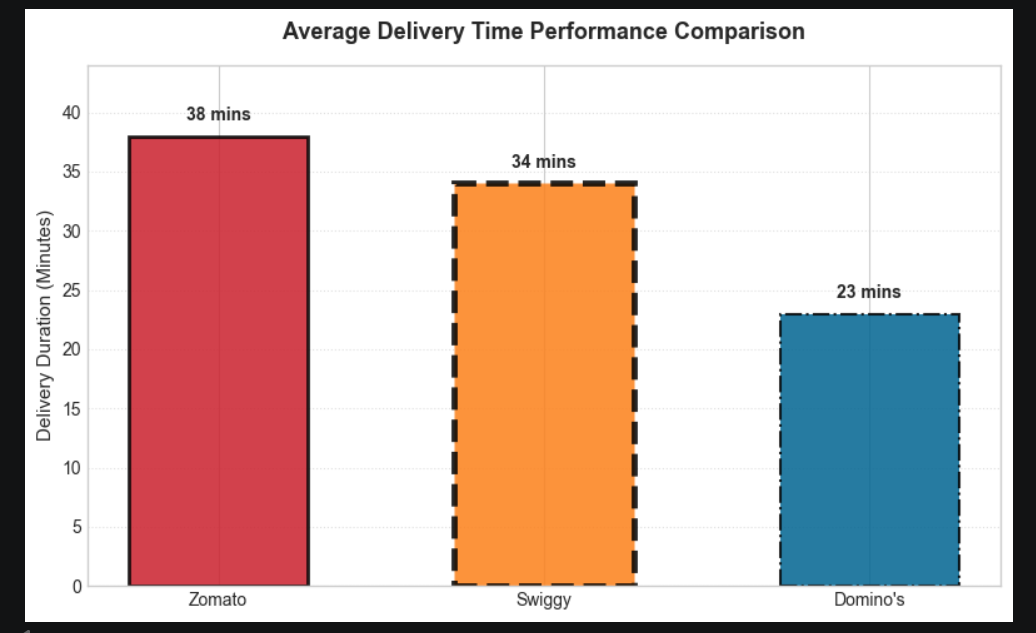 Average Delivery Time Performance Comparison
Delivery Duration (Minutes)
40
35
30
25
20
15
10
5
0
38 mins
34 mins
23 mins
Zomato
Swiggy
Domino's